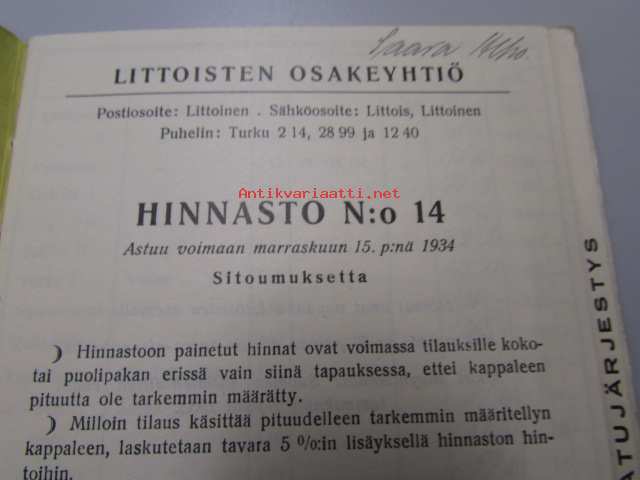 Saara
LITTOISTEN OSAKEYHTIÖ
Postiosoite: Littoinen . Sähköosoite: Littois, Littoinen
Puhelin: Turku 2 14, 28 99 ja 12 40
Antikvariaatti.net
HINNASTO N:o 14
Astuu voimaan marraskuun 15. p:nä 1934
Sitoumuksetta
) Hinnastoon painetut hinnat ovat voimassa tilauksille koko-
tai puolipakan erissä vain siinä tapauksessa, ettei kappaleen
pituutta ole tarkemmin määrätty.
) Milloin tilaus käsittää pituudelleen tarkemmin määritellyn
kappaleen, laskutetaan tavara 5 %:in lisäyksellä hinnaston hin-
toihin.
ATUJÄRJESTYS